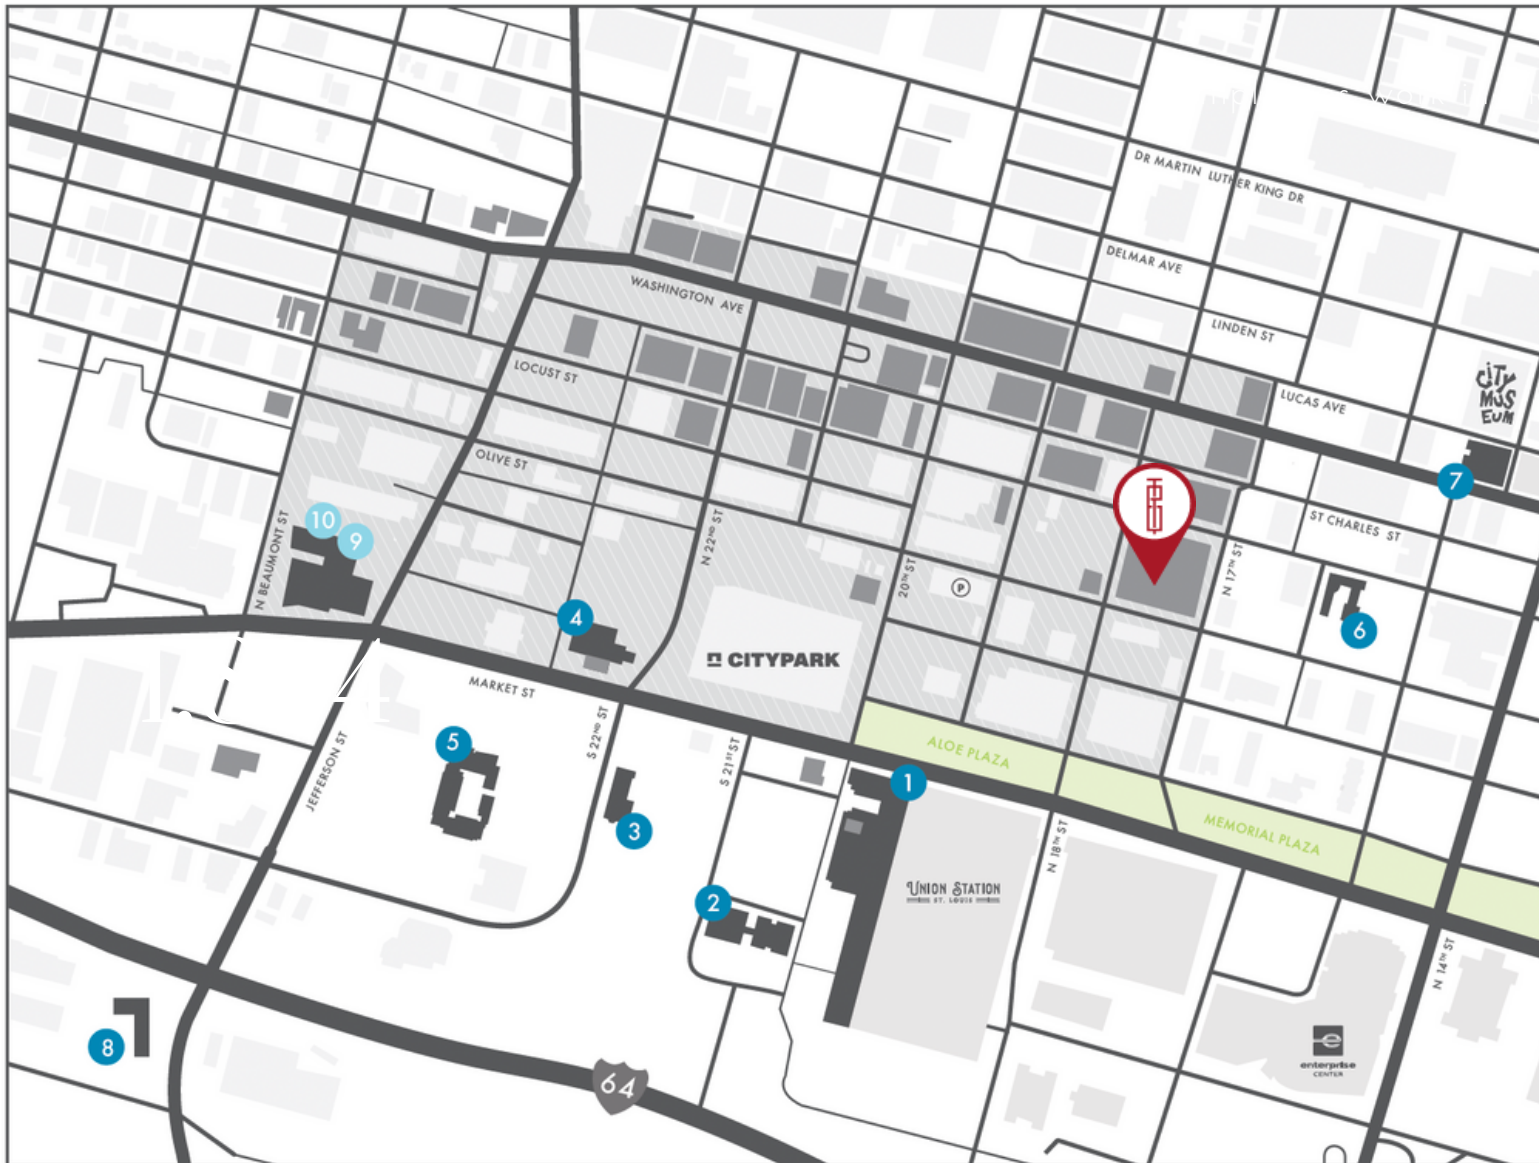 DR MARTIN LUTHER KING DR
DELMAR AVE
WASHINGTON AVE
LINDEN ST
LOCUST ST
LUCAS AVE
CiTY
MUS
EUM
OLIVE ST
7
ST CHARLES ST
N BEAUMONT ST
10
9
N 22ND ST
20TH ST
N 17TH ST
P
4
6
CITYPARK
MARKET ST
5
S 22ND ST
S 21ST ST
JEFFERSON ST
ALOE PLAZA
1
3
MEMORIAL PLAZA
N 18TH ST
UNION STATION
ST. LOUIS
2
N 14TH ST
8
64
e
enterprise
CENTER